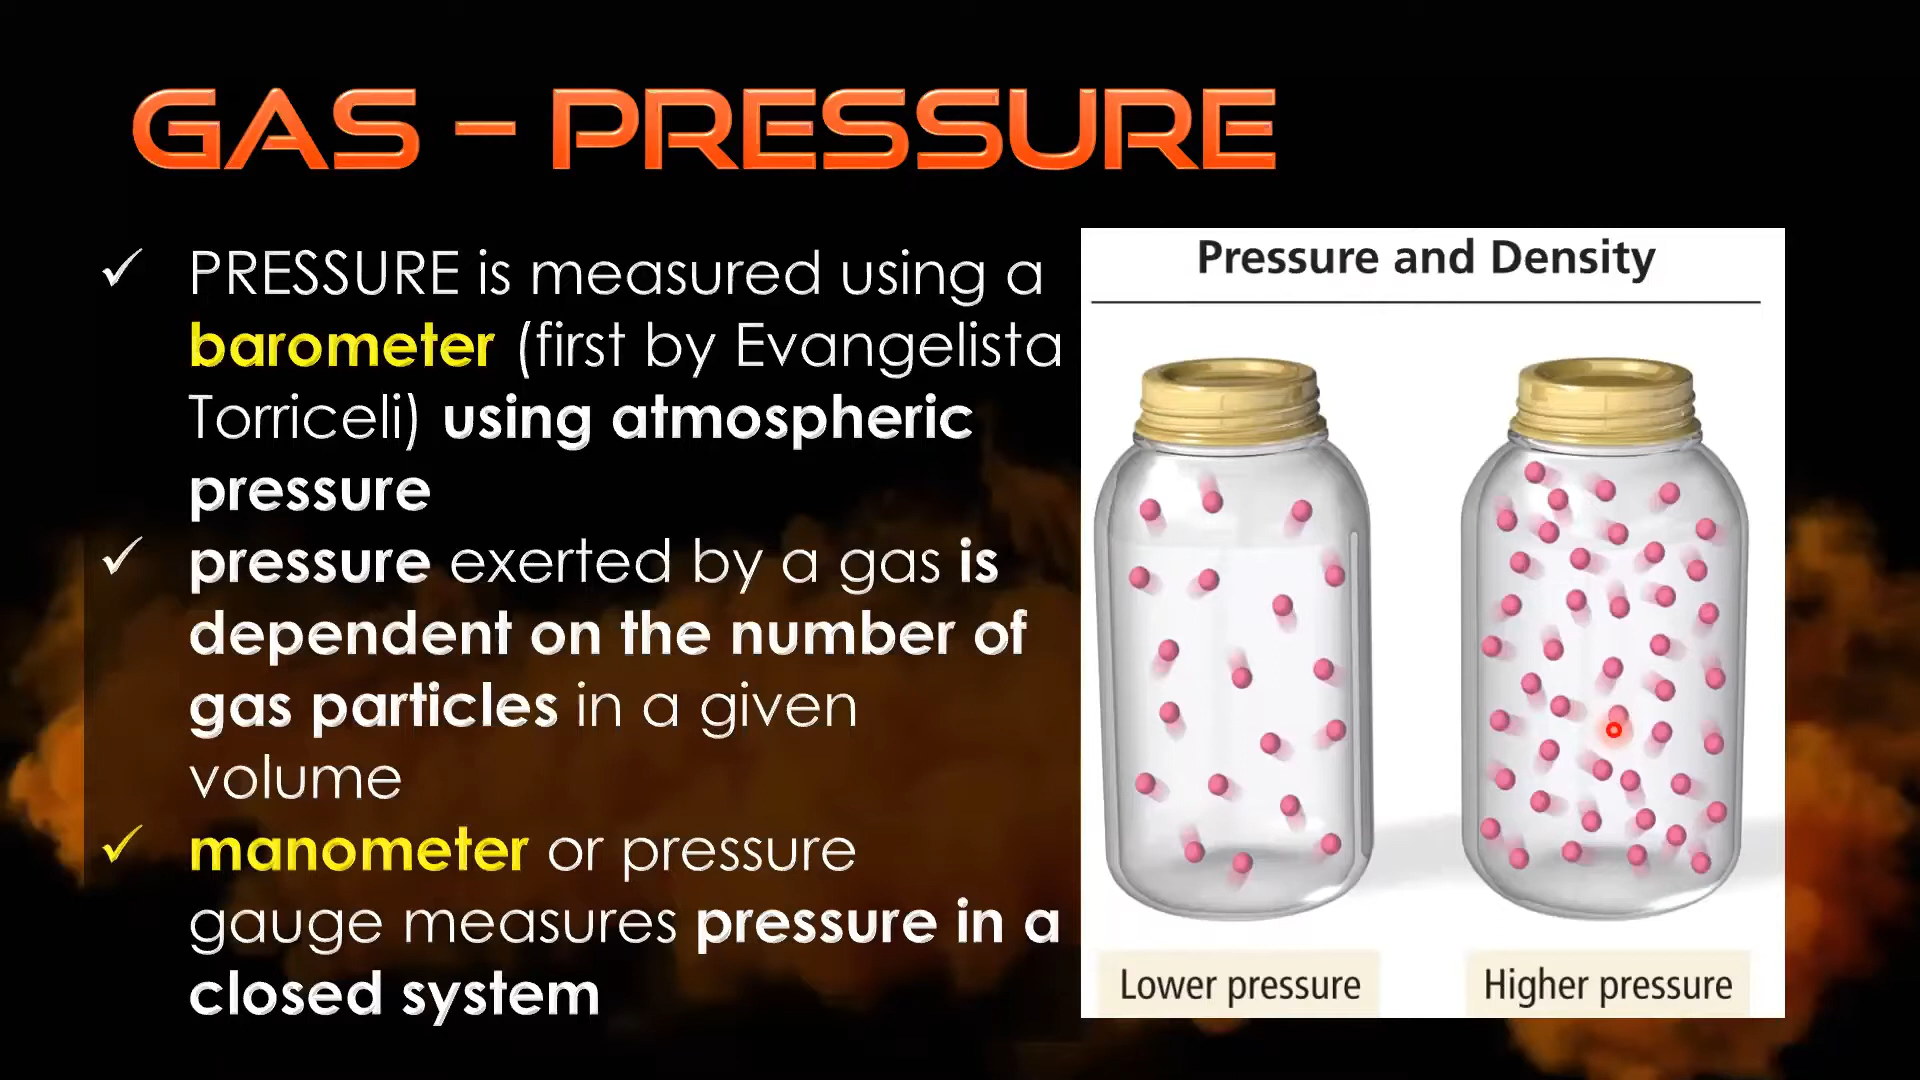 GAS – PRESSURE
✓ PRESSURE is measured using a
barometer (first by Evangelista
Torriceli) using atmospheric
pressure
✓ pressure exerted by a gas is
dependent on the number of
gas particles in a given
volume
✓ manometer or pressure
gauge measures pressure in a
closed system
Pressure and Density
Lower pressure
Higher pressure